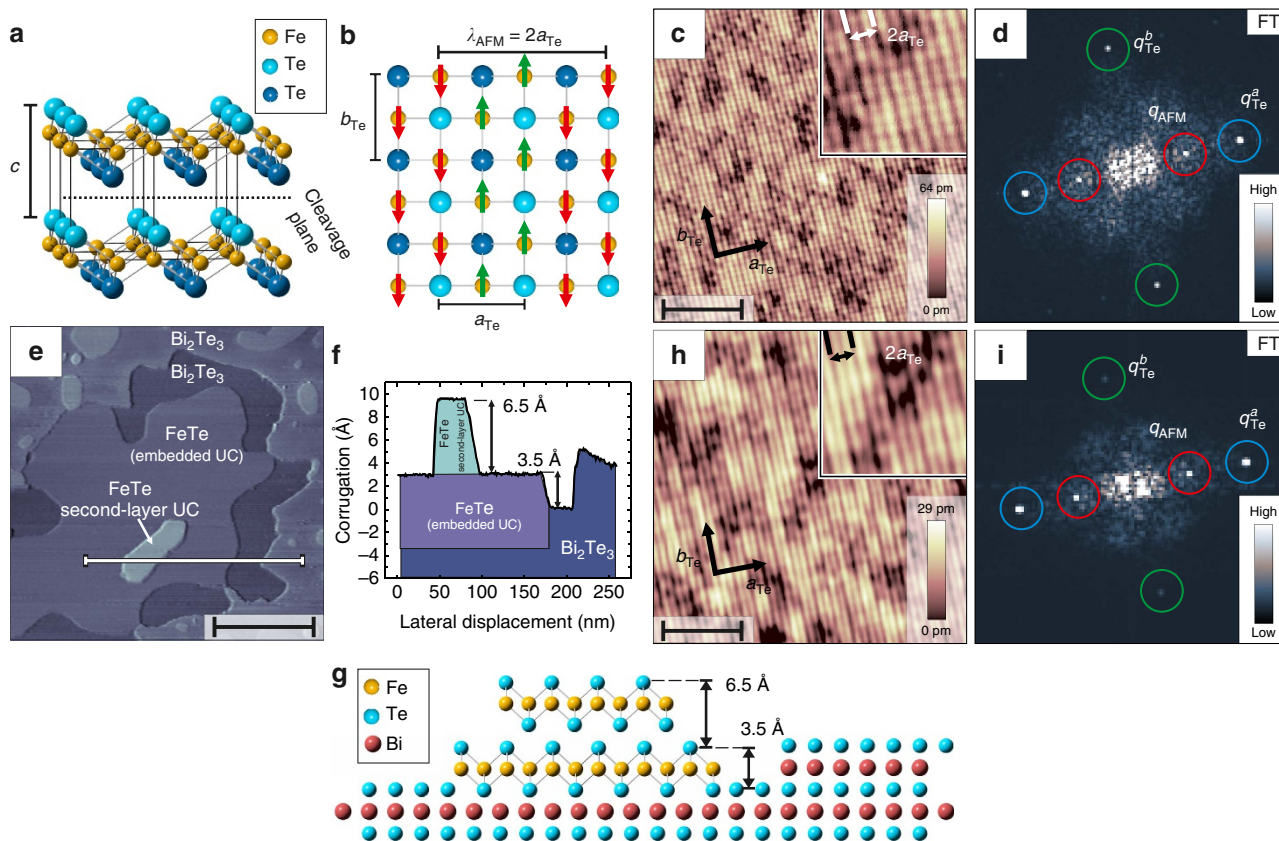 a
Fe
Te
Te
c
Cleavage
plane
b
λAFM = 2aTe
bTe
aTe
c
2aTe
64 pm
0 pm
bTe
aTe
d
FT
qbTe
qaTe
qAFM
High
Low
e
Bi2Te3
Bi2Te3
FeTe
(embedded UC)
FeTe
second-layer UC
f
Corrugation (Å)
10
8
6
4
2
0
−2
−4
−6
FeTe
second-layer UC
6.5 Å
3.5 Å
FeTe
(embedded UC)
Bi2Te3
0 50 100 150 200 250
Lateral displacement (nm)
h
2aTe
29 pm
0 pm
bTe
aTe
i
FT
qbTe
qaTe
qAFM
High
Low
g
Fe
Te
Bi
6.5 Å
3.5 Å